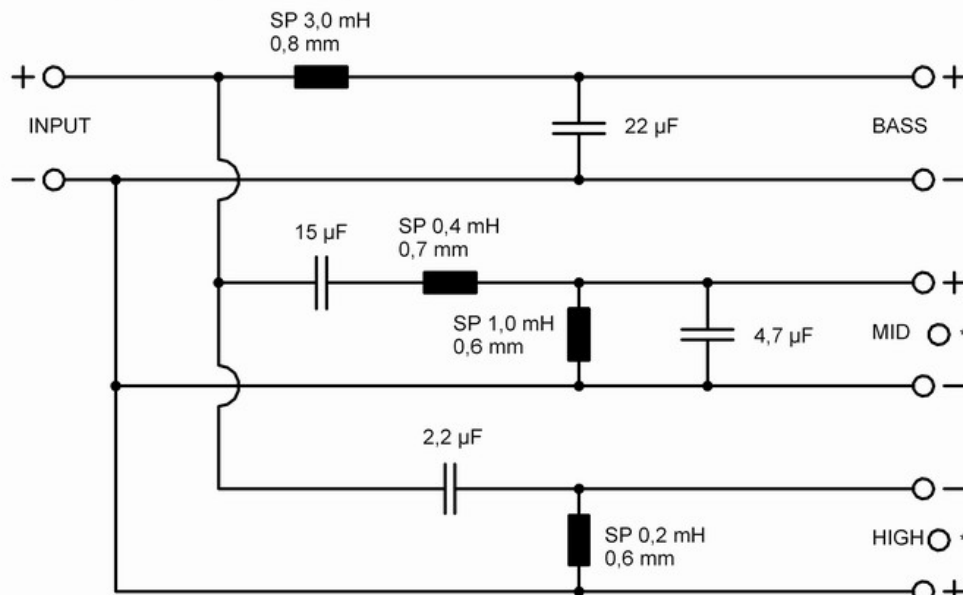 SP 3,0 mH
0,8 mm
+
+
INPUT
22 µF
BASS
–
–
15 µF
SP 0,4 mH
0,7 mm
+
SP 1,0 mH
0,6 mm
4,7 µF
MID
–
2,2 µF
–
SP 0,2 mH
0,6 mm
HIGH
+